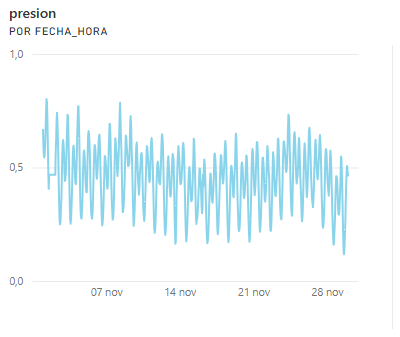 presion
POR FECHA_HORA
1,0
0,5
0,0
07 nov 14 nov 21 nov 28 nov